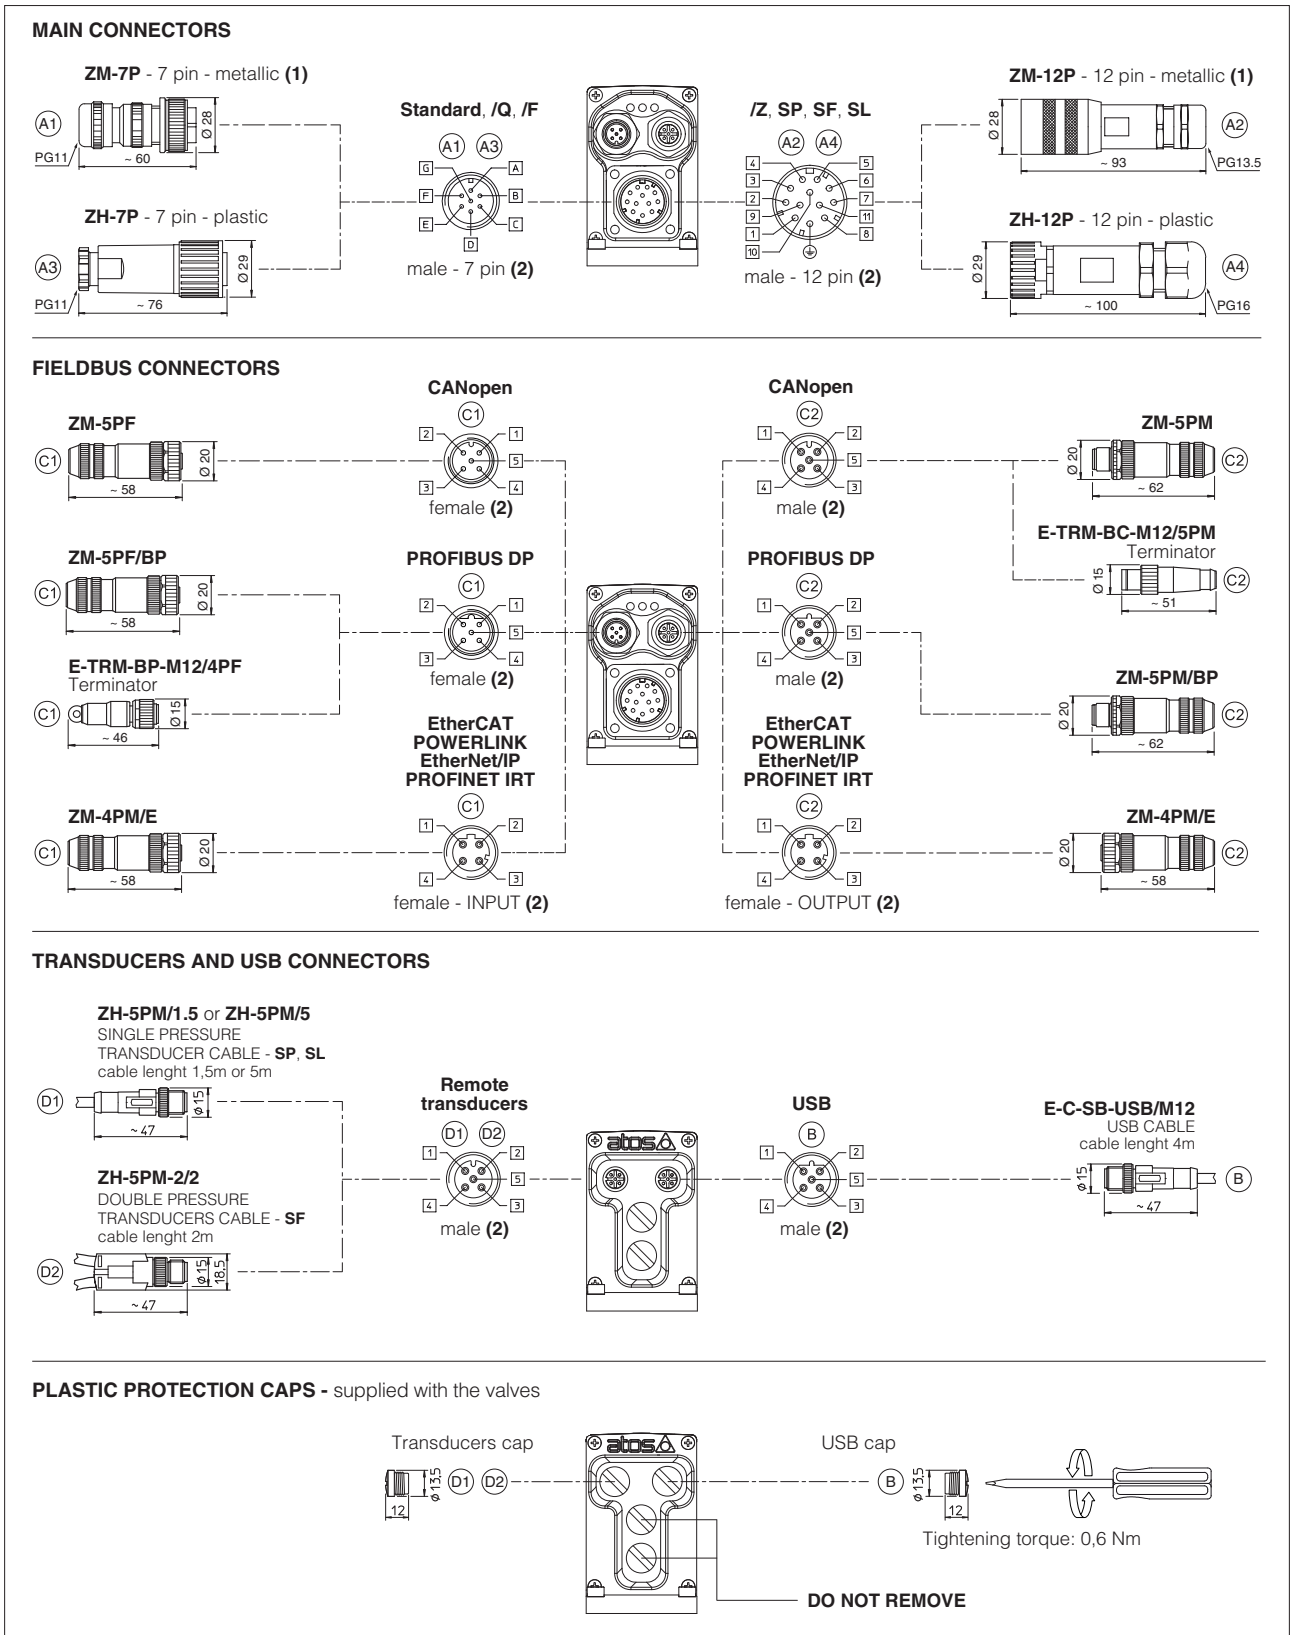 MAIN CONNECTORS
ZM-7P - 7 pin - metallic (1)
A1
PG11
~ 60
Ø 28
ZH-7P - 7 pin - plastic
A3
PG11
~ 76
Ø 29
Standard, /Q, /F
A1 A3
G A
F B
E C
D
male - 7 pin (2)
/Z, SP, SF, SL
A2 A4
4 5
3 6
2 7
9 11
1 8
10
male - 12 pin (2)
ZM-12P - 12 pin - metallic (1)
Ø 28
A2
~ 93
PG13.5
ZH-12P - 12 pin - plastic
Ø 29
A4
~ 100
PG16
FIELDBUS CONNECTORS
ZM-5PF
C1
Ø 20
~ 58
ZM-5PF/BP
C1
Ø 20
~ 58
E-TRM-BP-M12/4PF
Terminator
C1
Ø 15
~ 46
ZM-4PM/E
C1
Ø 20
~ 58
CANopen
C1
2 1
5
3 4
female (2)
PROFIBUS DP
C1
2 1
5
3 4
female (2)
EtherCAT
POWERLINK
EtherNet/IP
PROFINET IRT
C1
1 2
4 3
female - INPUT (2)
CANopen
C2
1 2
5
4 3
male (2)
PROFIBUS DP
C2
1 2
5
4 3
male (2)
EtherCAT
POWERLINK
EtherNet/IP
PROFINET IRT
C2
1 2
4 3
female - OUTPUT (2)
ZM-5PM
Ø 20
C2
~ 62
E-TRM-BC-M12/5PM
Terminator
Ø 15
C2
~ 51
ZM-5PM/BP
Ø 20
C2
~ 62
ZM-4PM/E
Ø 20
C2
~ 58
TRANSDUCERS AND USB CONNECTORS
ZH-5PM/1.5 or ZH-5PM/5
SINGLE PRESSURE
TRANSDUCER CABLE - SP, SL
cable lenght 1,5m or 5m
D1
ø 15
~ 47
ZH-5PM-2/2
DOUBLE PRESSURE
TRANSDUCERS CABLE - SF
cable lenght 2m
D2
ø 15
18,5
~ 47
Remote
transducers
D1 D2
1 2
5
4 3
male (2)
atos
USB
B
1 2
5
4 3
male (2)
E-C-SB-USB/M12
USB CABLE
cable lenght 4m
ø 15
B
~ 47
PLASTIC PROTECTION CAPS - supplied with the valves
Transducers cap
ø 13,5
12
D1 D2
atos
USB cap
B
ø 13,5
12
Tightening torque: 0,6 Nm
DO NOT REMOVE